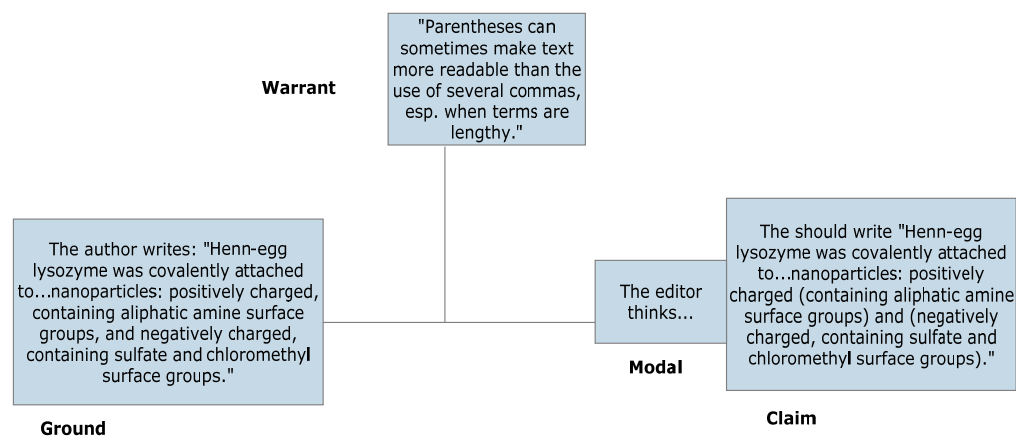 "Parentheses can
sometimes make text
more readable than the
use of several commas,
esp. when terms are
lengthy."
Warrant
The author writes: "Henn-egg
lysozyme was covalently attached
to...nanoparticles: positively charged,
containing aliphatic amine surface
groups, and negatively charged,
containing sulfate and chloromethyl
surface groups."
Ground
The editor
thinks...
Modal
The should write "Henn-egg
lysozyme was covalently attached
to...nanoparticles: positively
charged (containing aliphatic amine
surface groups) and (negatively
charged, containing sulfate and
chloromethyl surface groups)."
Claim